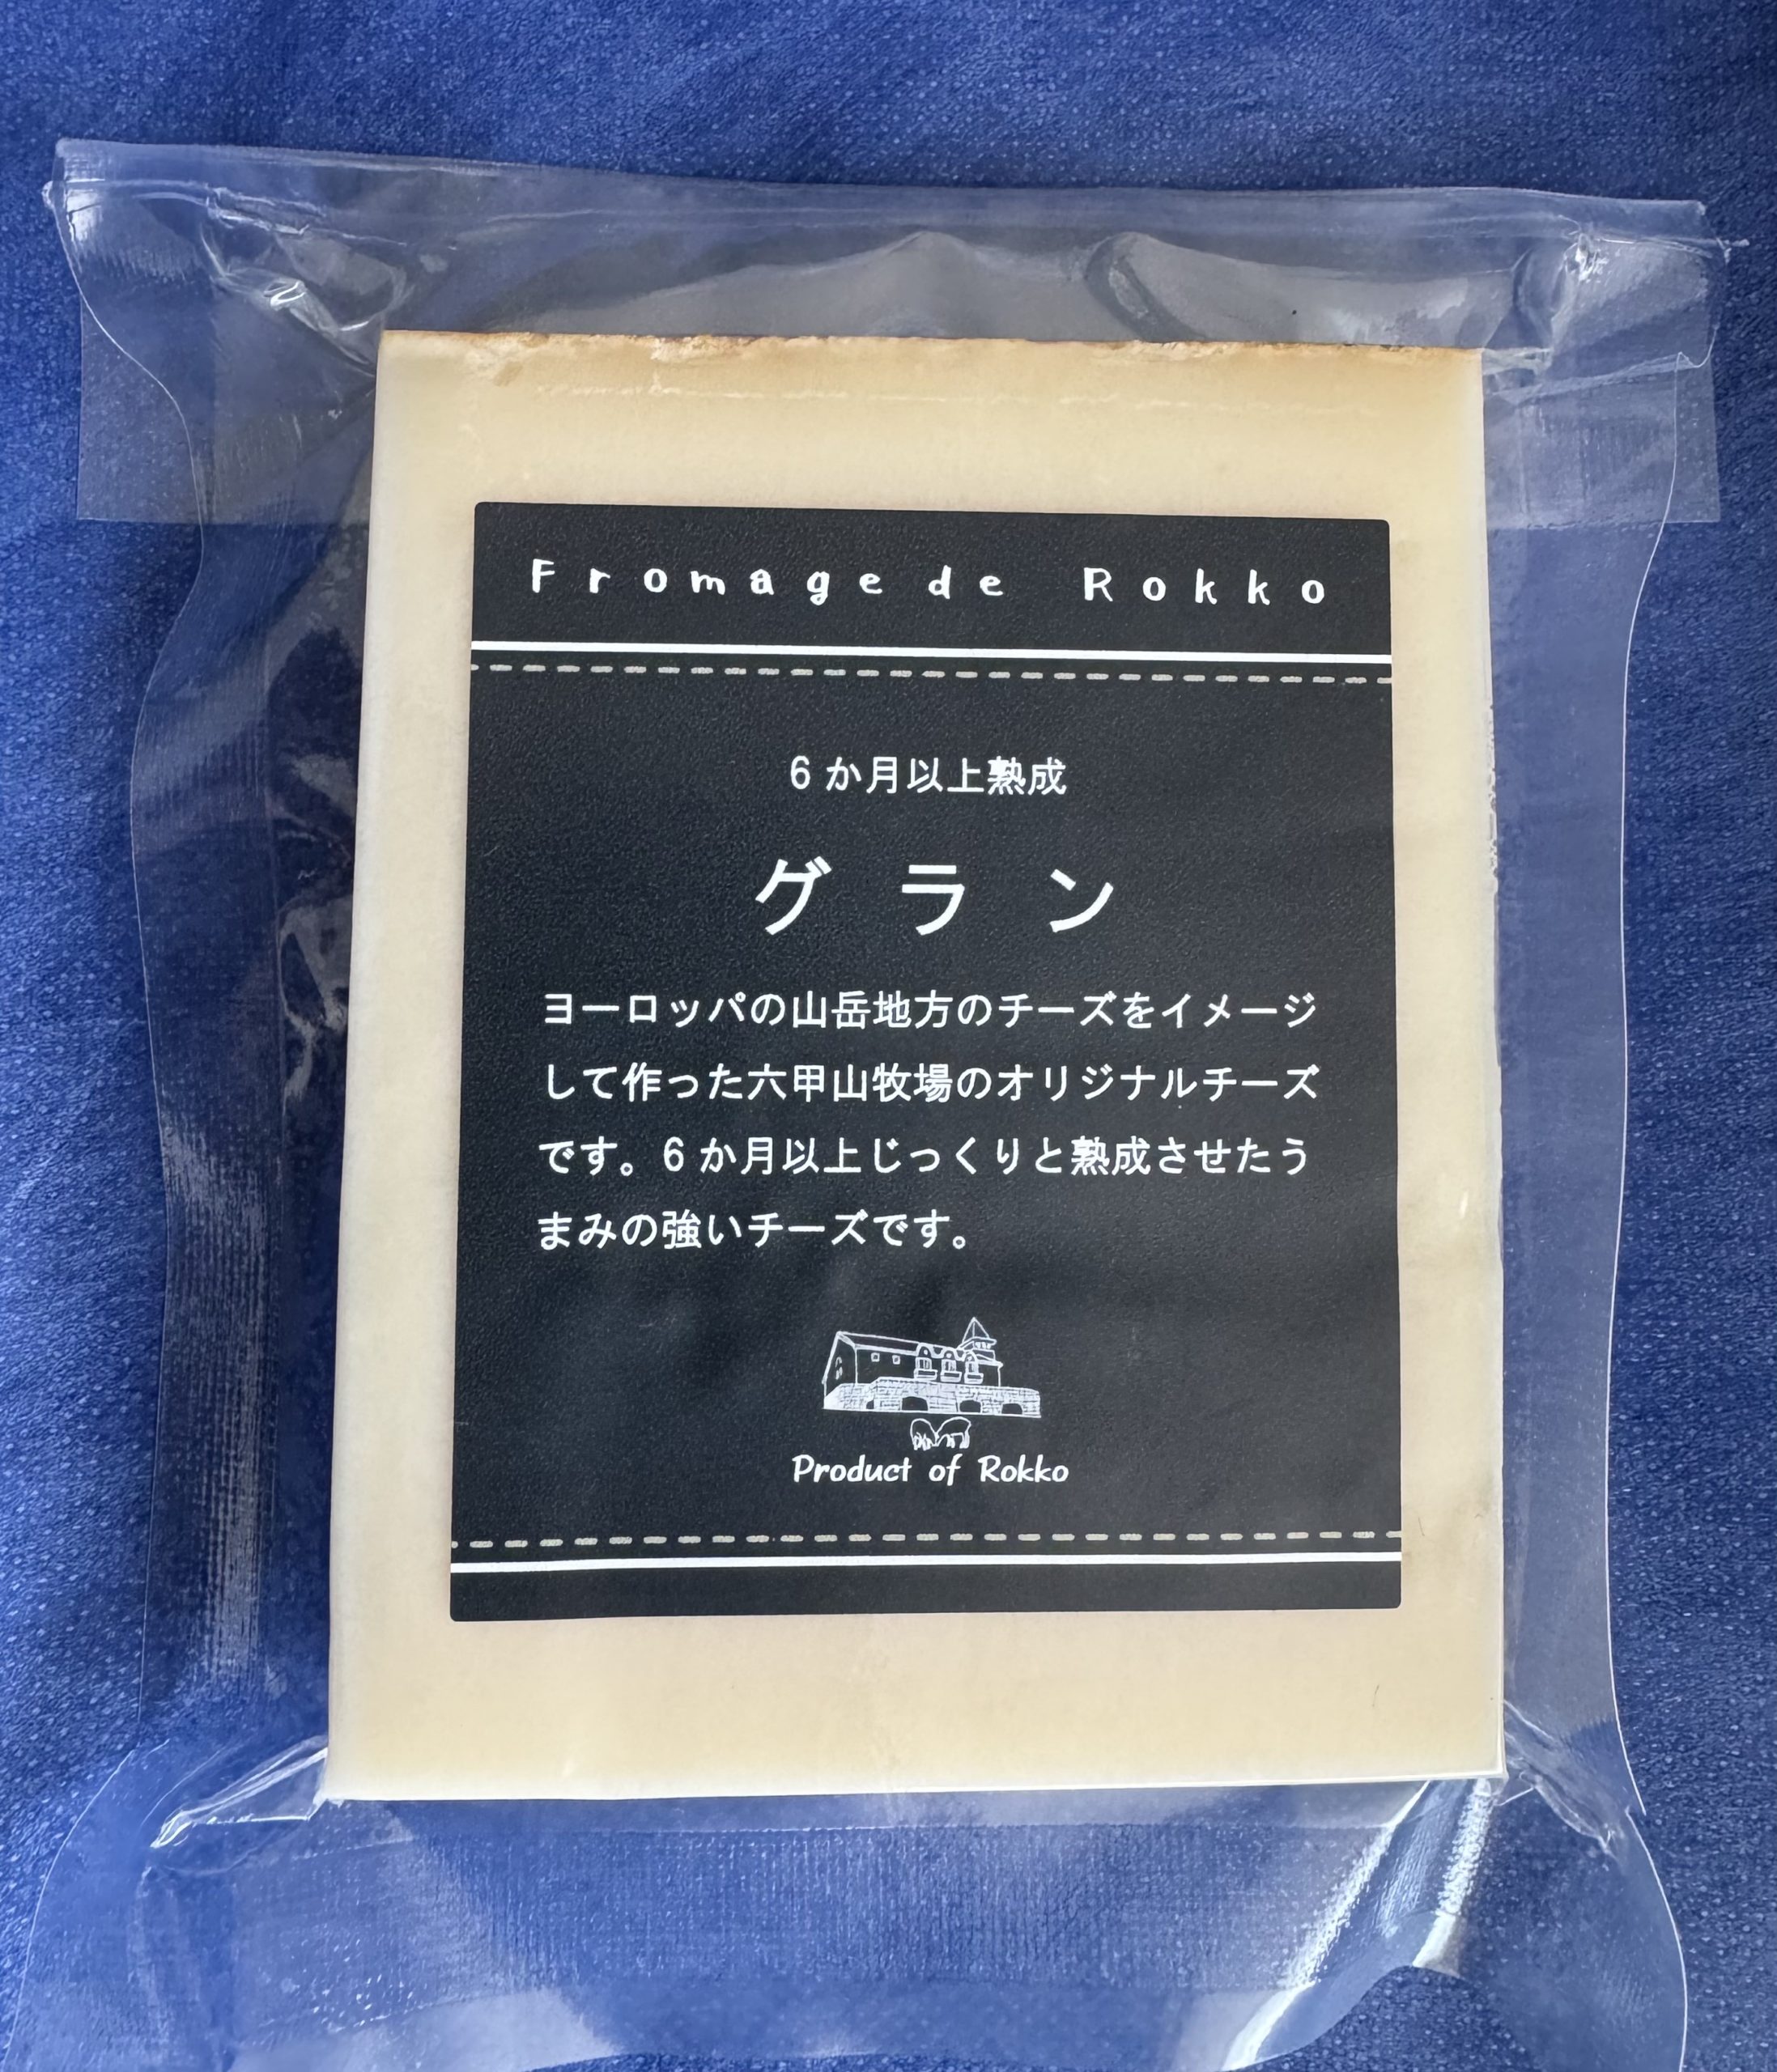 Fromage de Rokko
6か月以上熟成
グラン
ヨーロッパの山岳地方のチーズをイメージ
して作った六甲山牧場のオリジナルチーズ
です。6か月以上じっくりと熟成させたう
まみの強いチーズです。
Product of Rokko